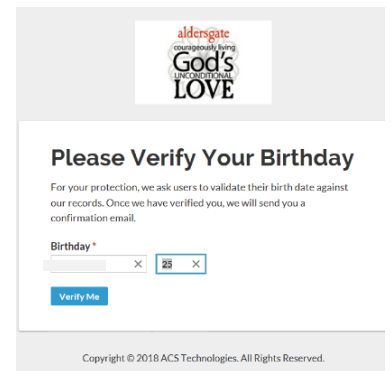 aldersgate
courageously living
God's
UNCONDITIONAL
LOVE
Please Verify Your Birthday
For your protection, we ask users to validate their birth date against
our records. Once we have verified you, we will send you a
confirmation email.
Birthday *
× 25 ×
Verify Me
Copyright © 2018 ACS Technologies. All Rights Reserved.